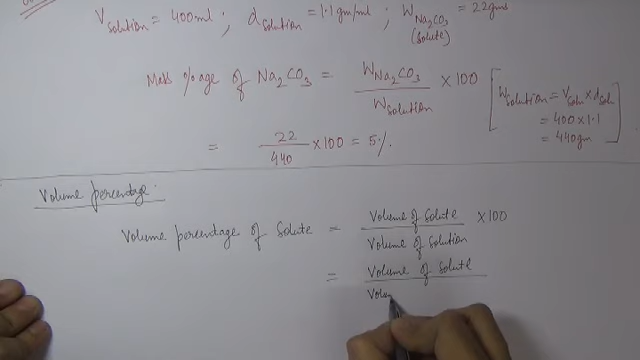 V solution = 400ml ; d solution = 1.1 gm/ml ; W Na2CO3 (Solute) = 22gms
Mass %age of Na2CO3 = W Na2CO3 / W solution × 100
[ W solution = V soln × d soln
= 400 × 1.1
= 440gm ]
= 22 / 440 × 100 = 5%.
Volume percentage:
Volume percentage of Solute = Volume of solute / Volume of solution × 100
= Volume of solute
Volu